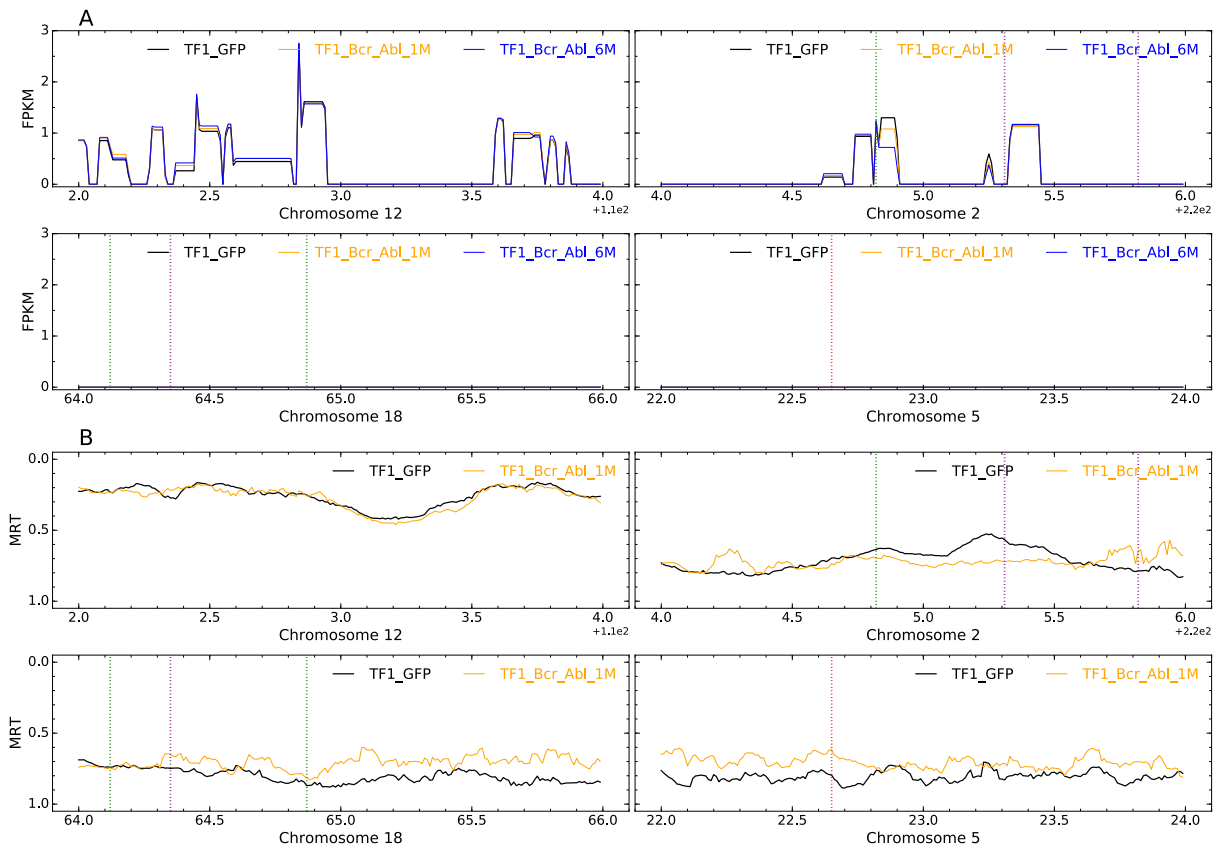 A
TF1_GFP TF1_Bcr_Abl_1M TF1_Bcr_Abl_6M TF1_GFP TF1_Bcr_Abl_1M TF1_Bcr_Abl_6M
3
2
1
0
FPKM
2.0 2.5 3.0 3.5 4.0 4.0 4.5 5.0 5.5 6.0
Chromosome 12 +1.1e2 Chromosome 2 +2.2e2
TF1_GFP TF1_Bcr_Abl_1M TF1_Bcr_Abl_6M TF1_GFP TF1_Bcr_Abl_1M TF1_Bcr_Abl_6M
3
2
1
0
FPKM
64.0 64.5 65.0 65.5 66.0 22.0 22.5 23.0 23.5 24.0
Chromosome 18 Chromosome 5
B
TF1_GFP TF1_Bcr_Abl_1M TF1_GFP TF1_Bcr_Abl_1M
0.0
0.5
1.0
MRT
2.0 2.5 3.0 3.5 4.0 4.0 4.5 5.0 5.5 6.0
Chromosome 12 +1.1e2 Chromosome 2 +2.2e2
TF1_GFP TF1_Bcr_Abl_1M TF1_GFP TF1_Bcr_Abl_1M
0.0
0.5
1.0
MRT
64.0 64.5 65.0 65.5 66.0 22.0 22.5 23.0 23.5 24.0
Chromosome 18 Chromosome 5